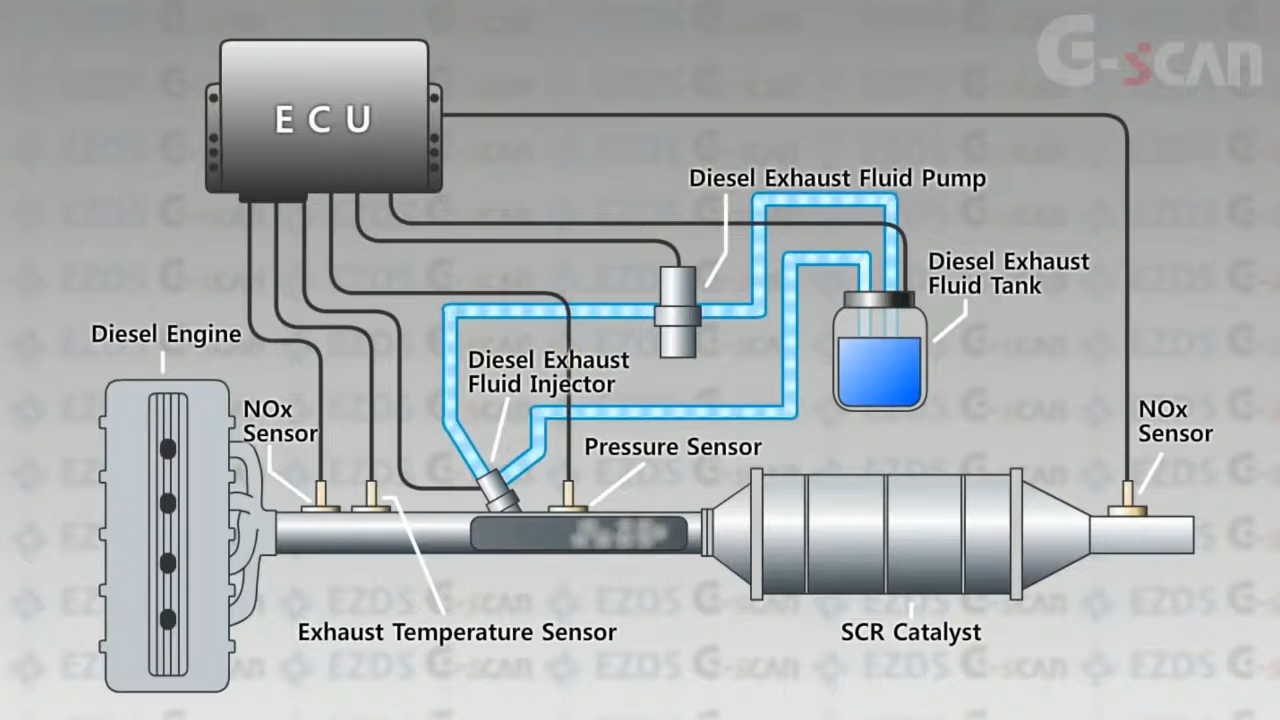 G-scan
ECU
Diesel Exhaust Fluid Pump
Diesel Exhaust
Fluid Tank
Diesel Engine
Diesel Exhaust
Fluid Injector
NOx
Sensor
NOx
Sensor
Pressure Sensor
Exhaust Temperature Sensor
SCR Catalyst